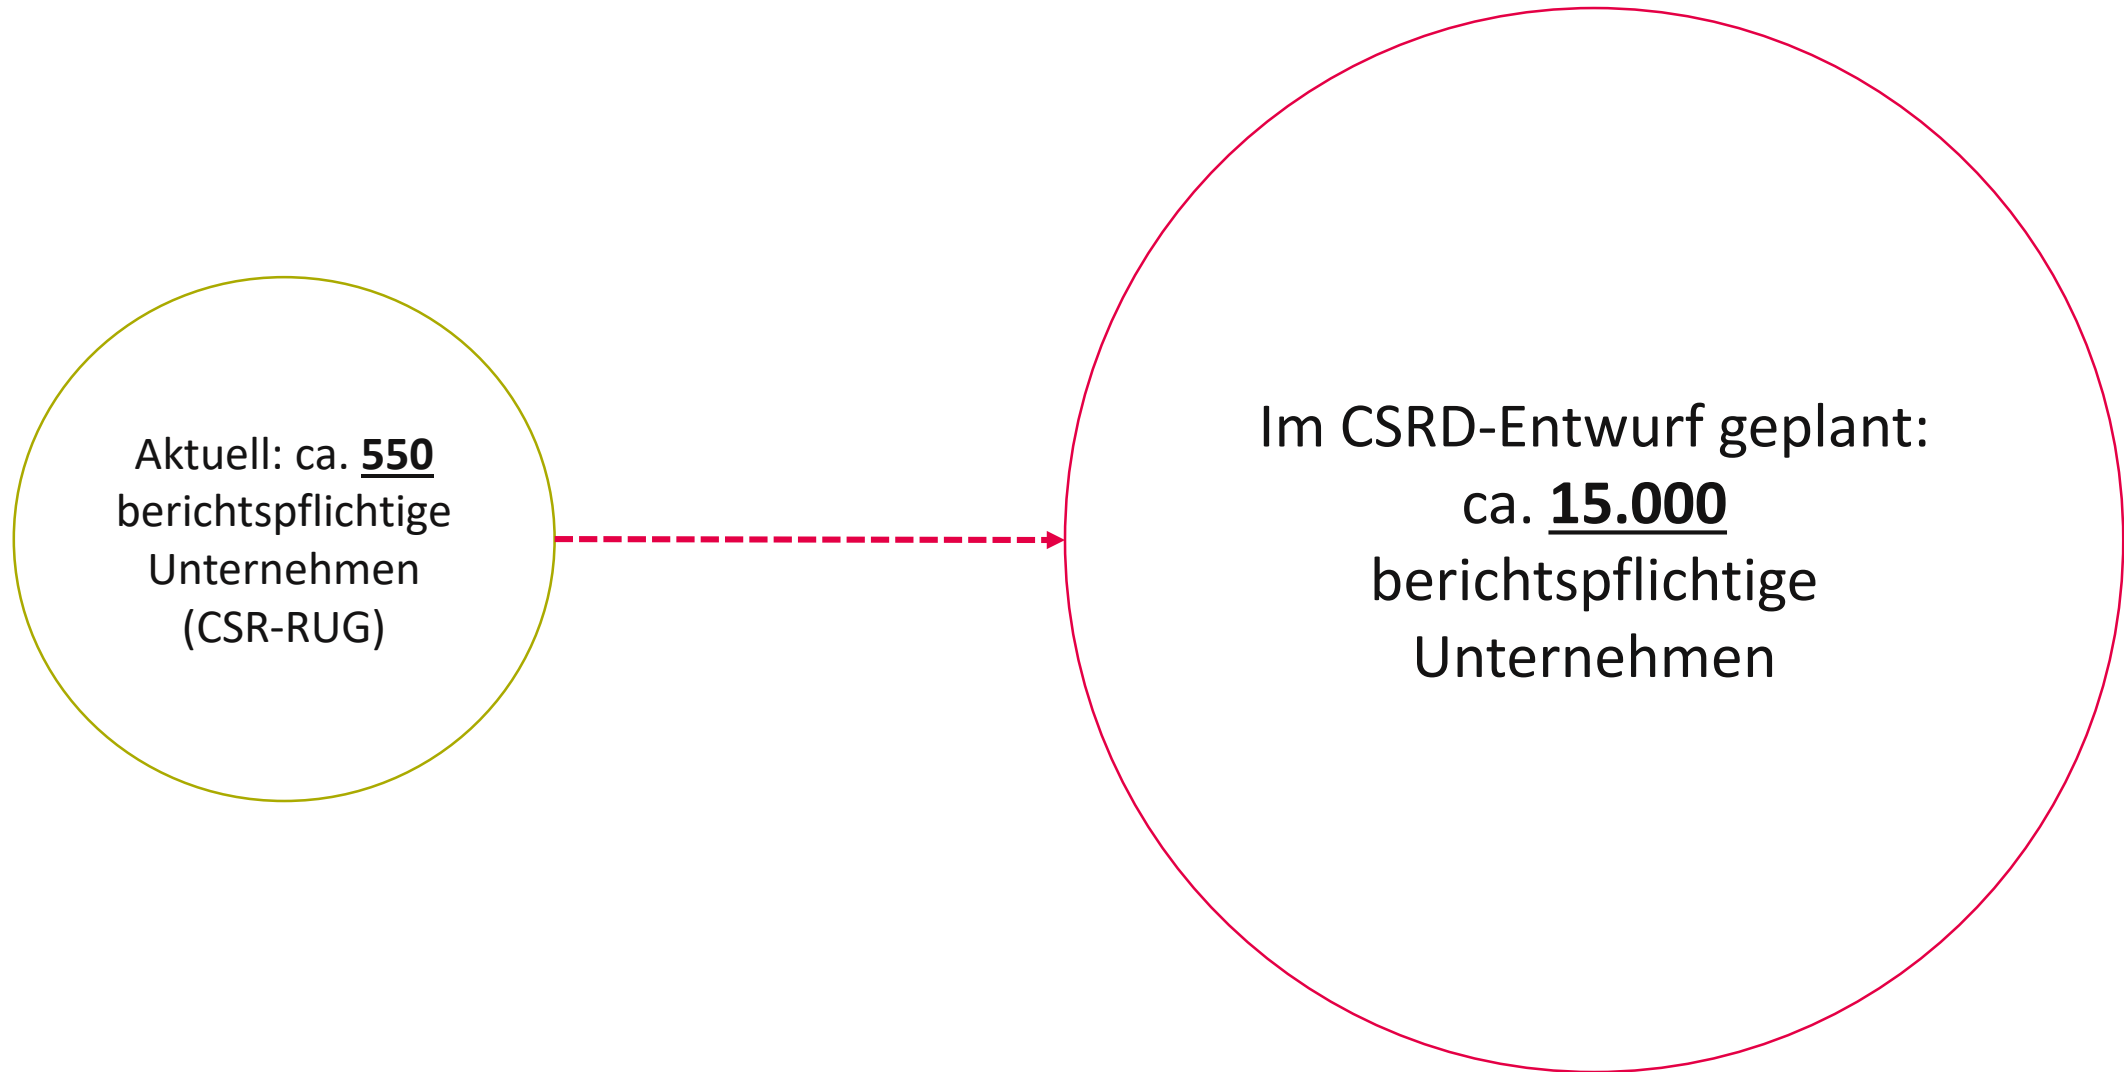 Aktuell: ca. 550
berichtspflichtige
Unternehmen
(CSR-RUG)
Im CSRD-Entwurf geplant:
ca. 15.000
berichtspflichtige
Unternehmen